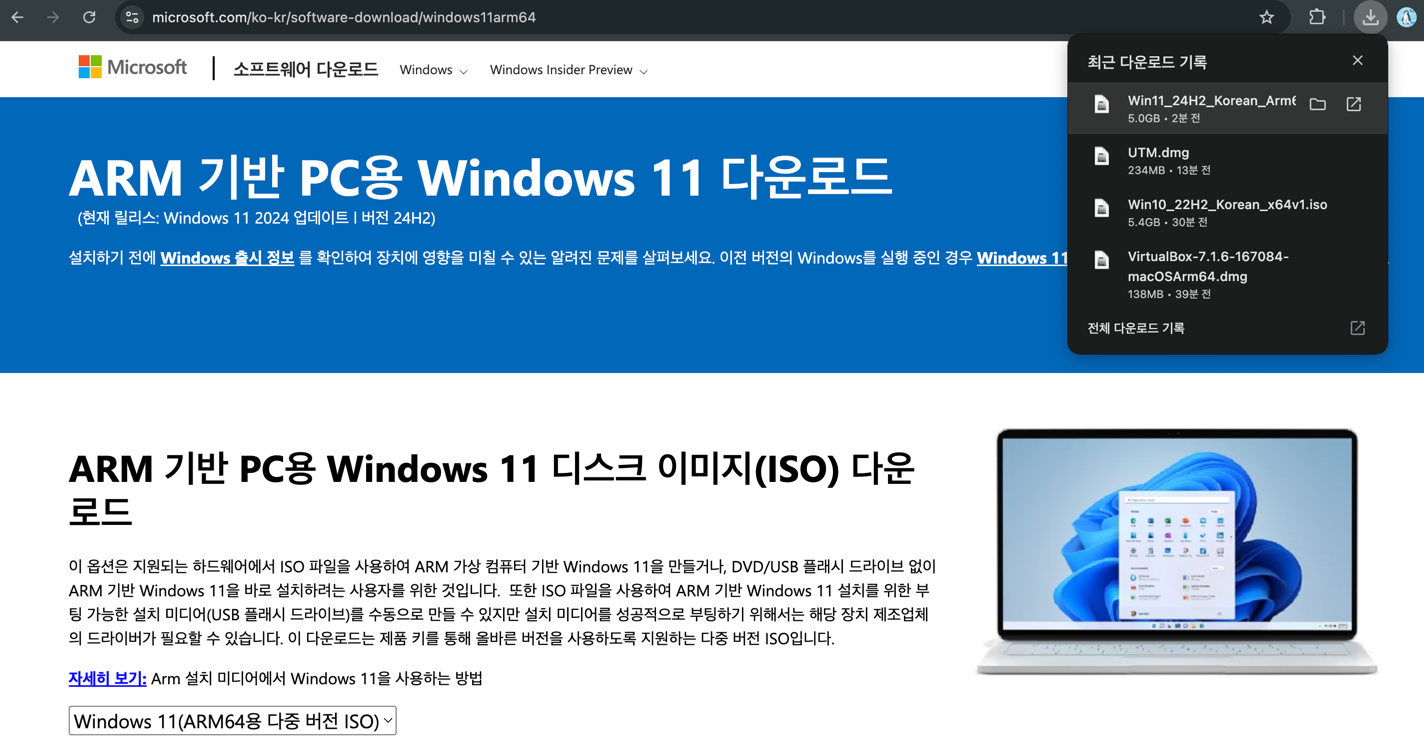 microsoft.com/ko-kr/software-download/windows11arm64
Microsoft
소프트웨어 다운로드
Windows
Windows Insider Preview
최근 다운로드 기록
Win11_24H2_Korean_Arm6
5.0GB • 2분 전
UTM.dmg
234MB • 13분 전
Win10_22H2_Korean_x64v1.iso
5.4GB • 30분 전
VirtualBox-7.1.6-167084-
macOSArm64.dmg
138MB • 39분 전
전체 다운로드 기록
ARM 기반 PC용 Windows 11 다운로드
(현재 릴리스: Windows 11 2024 업데이트 l 버전 24H2)
설치하기 전에 Windows 출시 정보 를 확인하여 장치에 영향을 미칠 수 있는 알려진 문제를 살펴보세요. 이전 버전의 Windows를 실행 중인 경우 Windows 11
ARM 기반 PC용 Windows 11 디스크 이미지(ISO) 다운
로드
이 옵션은 지원되는 하드웨어에서 ISO 파일을 사용하여 ARM 가상 컴퓨터 기반 Windows 11을 만들거나, DVD/USB 플래시 드라이브 없이
ARM 기반 Windows 11을 바로 설치하려는 사용자를 위한 것입니다. 또한 ISO 파일을 사용하여 ARM 기반 Windows 11 설치를 위한 부
팅 가능한 설치 미디어(USB 플래시 드라이브)를 수동으로 만들 수 있지만 설치 미디어를 성공적으로 부팅하기 위해서는 해당 장치 제조업체
의 드라이버가 필요할 수 있습니다. 이 다운로드는 제품 키를 통해 올바른 버전을 사용하도록 지원하는 다중 버전 ISO입니다.
자세히 보기: Arm 설치 미디어에서 Windows 11을 사용하는 방법
Windows 11(ARM64용 다중 버전 ISO)